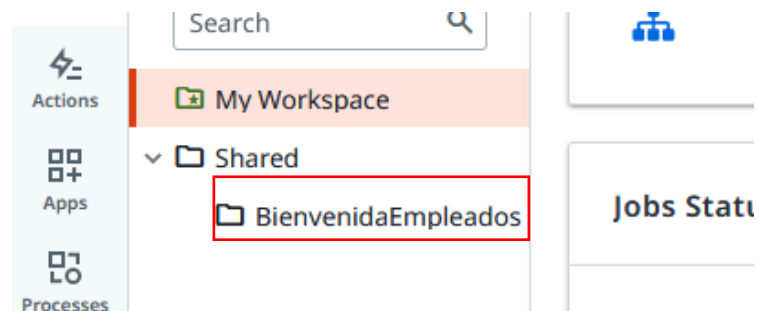 Search
Actions
My Workspace
Shared
Apps
BienvenidaEmpleados
Jobs Statu
Processes